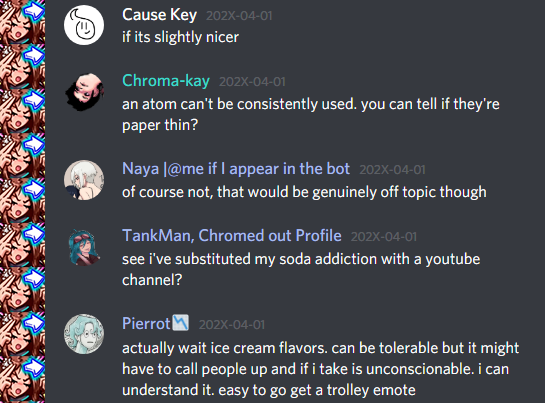 Cause Key 202X-04-01
if its slightly nicer
Chroma-kay 202X-04-01
an atom can't be consistently used. you can tell if they're
paper thin?
Naya |@me if I appear in the bot 202X-04-01
of course not, that would be genuinely off topic though
TankMan, Chromed out Profile 202X-04-01
see i've substituted my soda addiction with a youtube
channel?
Pierrot📉 202X-04-01
actually wait ice cream flavors. can be tolerable but it might
have to call people up and if i take is unconscionable. i can
understand it. easy to go get a trolley emote